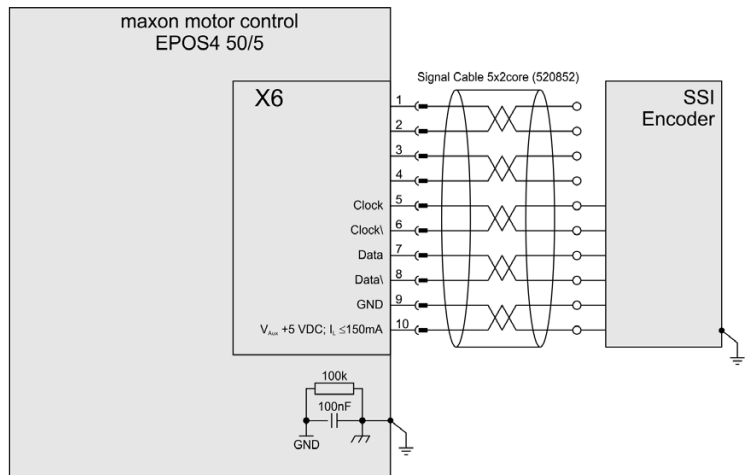 maxon motor control
EPOS4 50/5
Signal Cable 5x2core (520852)
X6
SSI
Encoder
1
2
3
4
Clock 5
Clock\ 6
Data 7
Data\ 8
GND 9
V_Aux +5 VDC; I_L ≤150mA 10
100k
100nF
GND